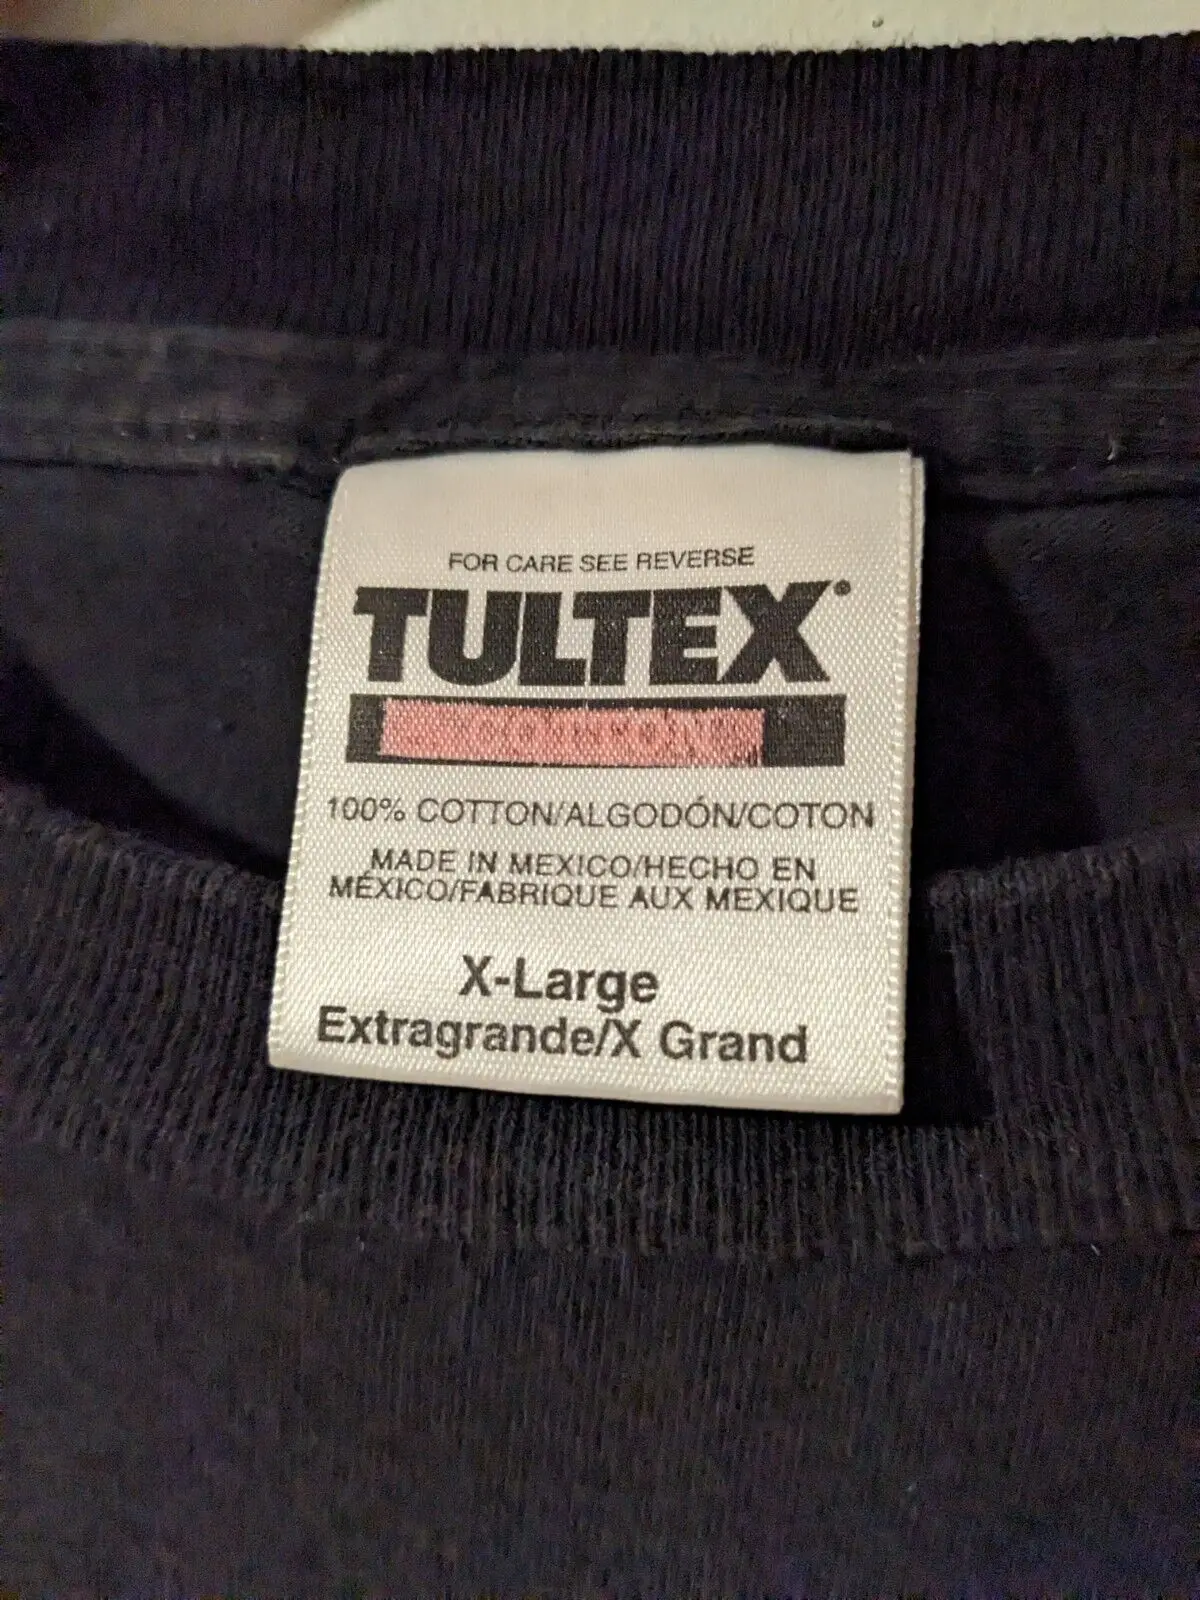 FOR CARE SEE REVERSE
TULTEX®
100% COTTON/ALGODÓN/COTON
MADE IN MEXICO/HECHO EN
MÉXICO/FABRIQUE AUX MEXIQUE
X-Large
Extragrande/X Grand